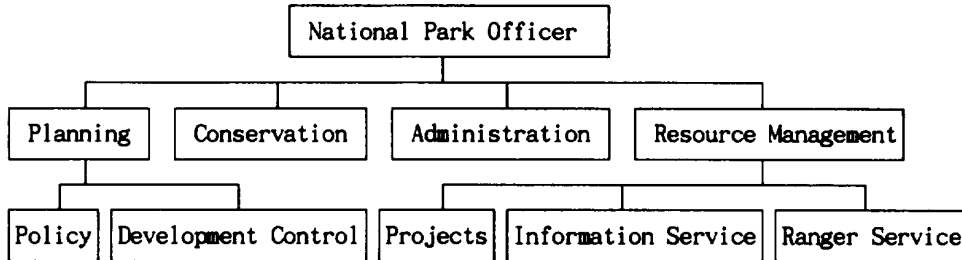 National Park Officer
Planning Conservation Administration Resource Management
Policy Development Control Projects Information Service Ranger Service